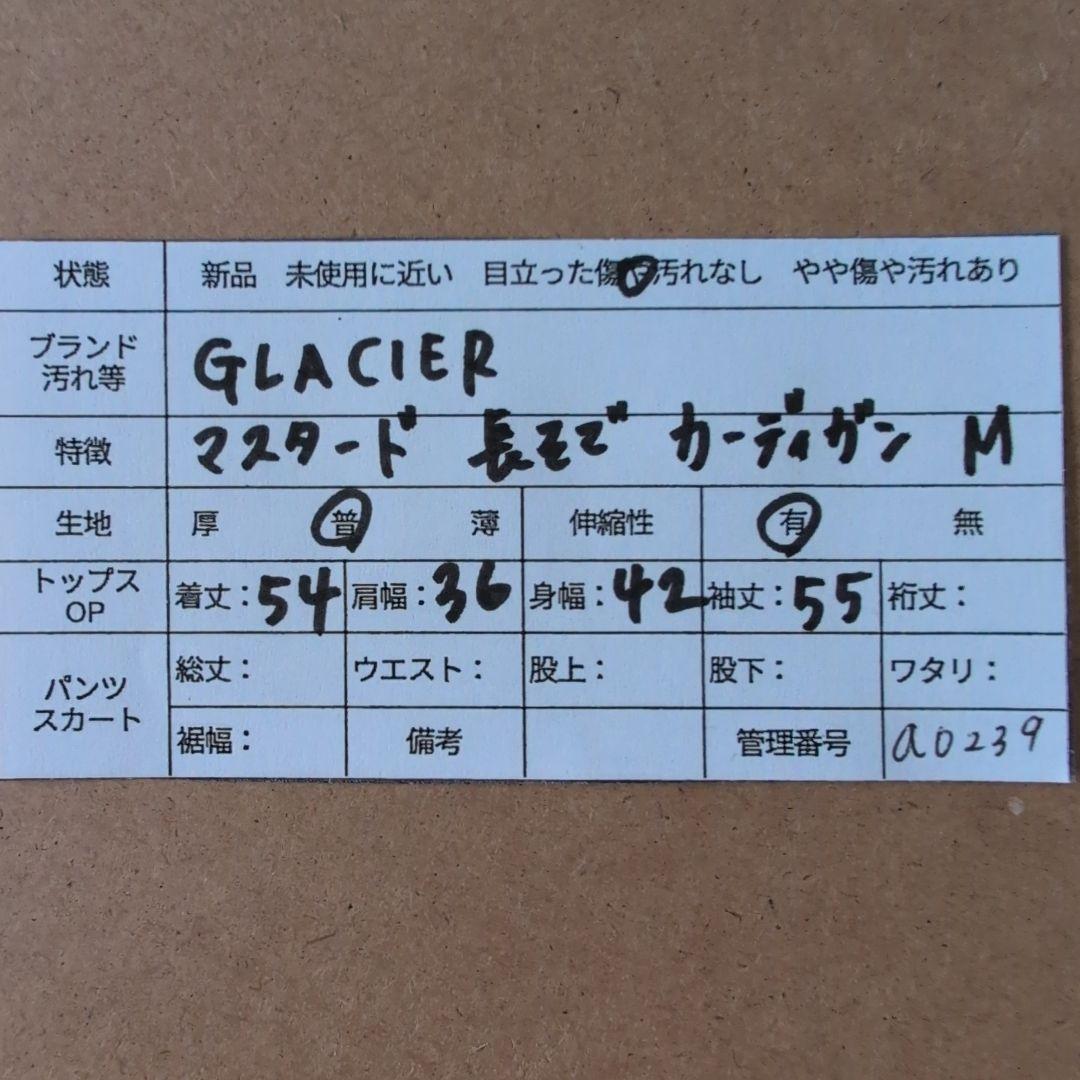 状態 新品 未使用に近い 目立った傷や汚れなし やや傷や汚れあり
ブランド
汚れ等 GLACIER
特徴 マスタード 長そで カーディガン M
生地 厚 普 薄 伸縮性 有 無
トップス
OP 着丈:54 肩幅:36 身幅:42 袖丈:55 裄丈:
パンツ
スカート 総丈: ウエスト: 股上: 股下: ワタリ:
裾幅: 備考 管理番号 a0239